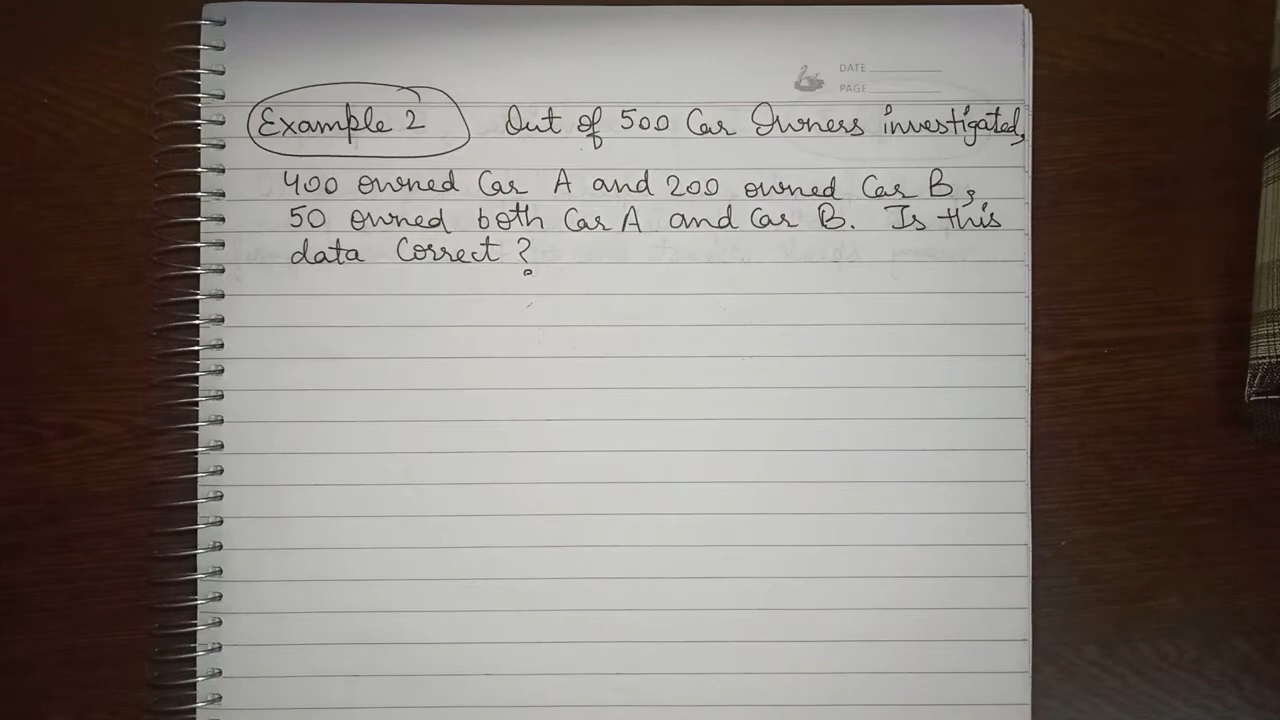 DATE
PAGE
Example 2 Out of 500 Car Owners investigated,
400 owned Car A and 200 owned Car B,
50 owned both Car A and Car B. Is this
data Correct ?